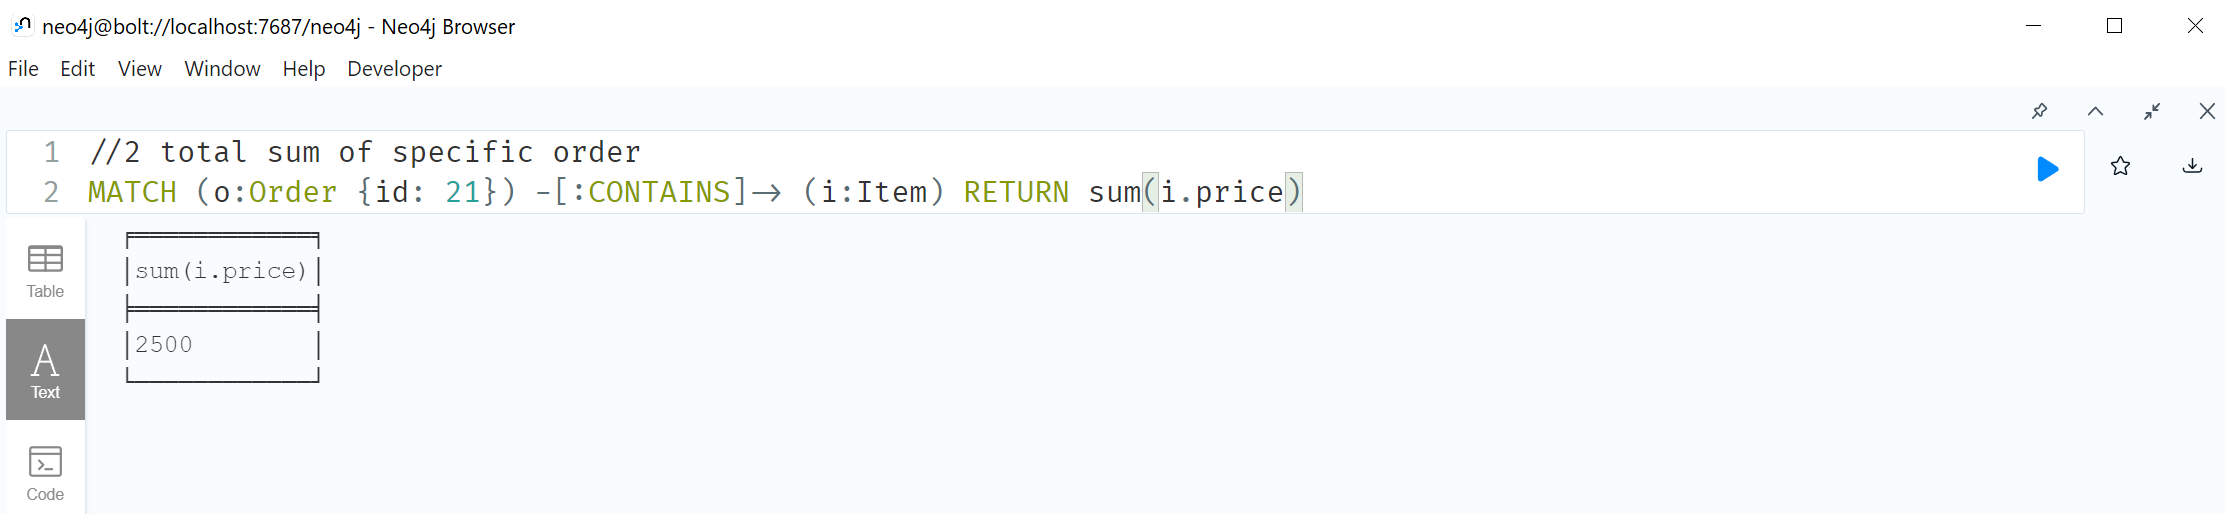 neo4j@bolt://localhost:7687/neo4j - Neo4j Browser
File Edit View Window Help Developer
1 //2 total sum of specific order
2 MATCH (o:Order {id: 21}) -[:CONTAINS]-> (i:Item) RETURN sum(i.price)
Table
Text
Code
sum(i.price)
2500